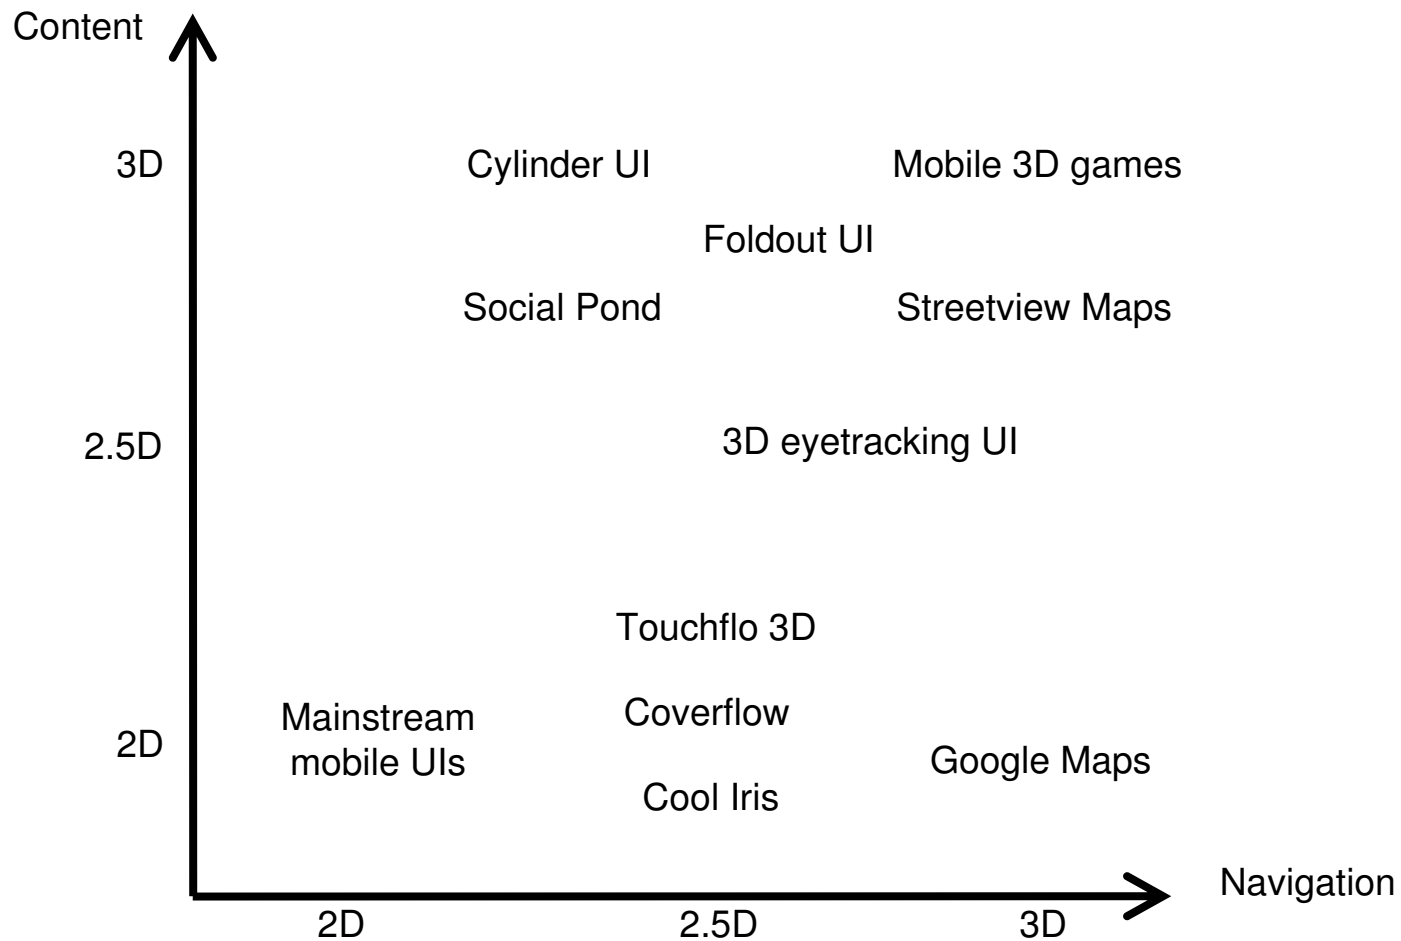 Content
3D
Cylinder UI
Mobile 3D games
Foldout UI
Social Pond
Streetview Maps
2.5D
3D eyetracking UI
Touchflo 3D
Mainstream
mobile UIs
Coverflow
2D
Google Maps
Cool Iris
Navigation
2D
2.5D
3D